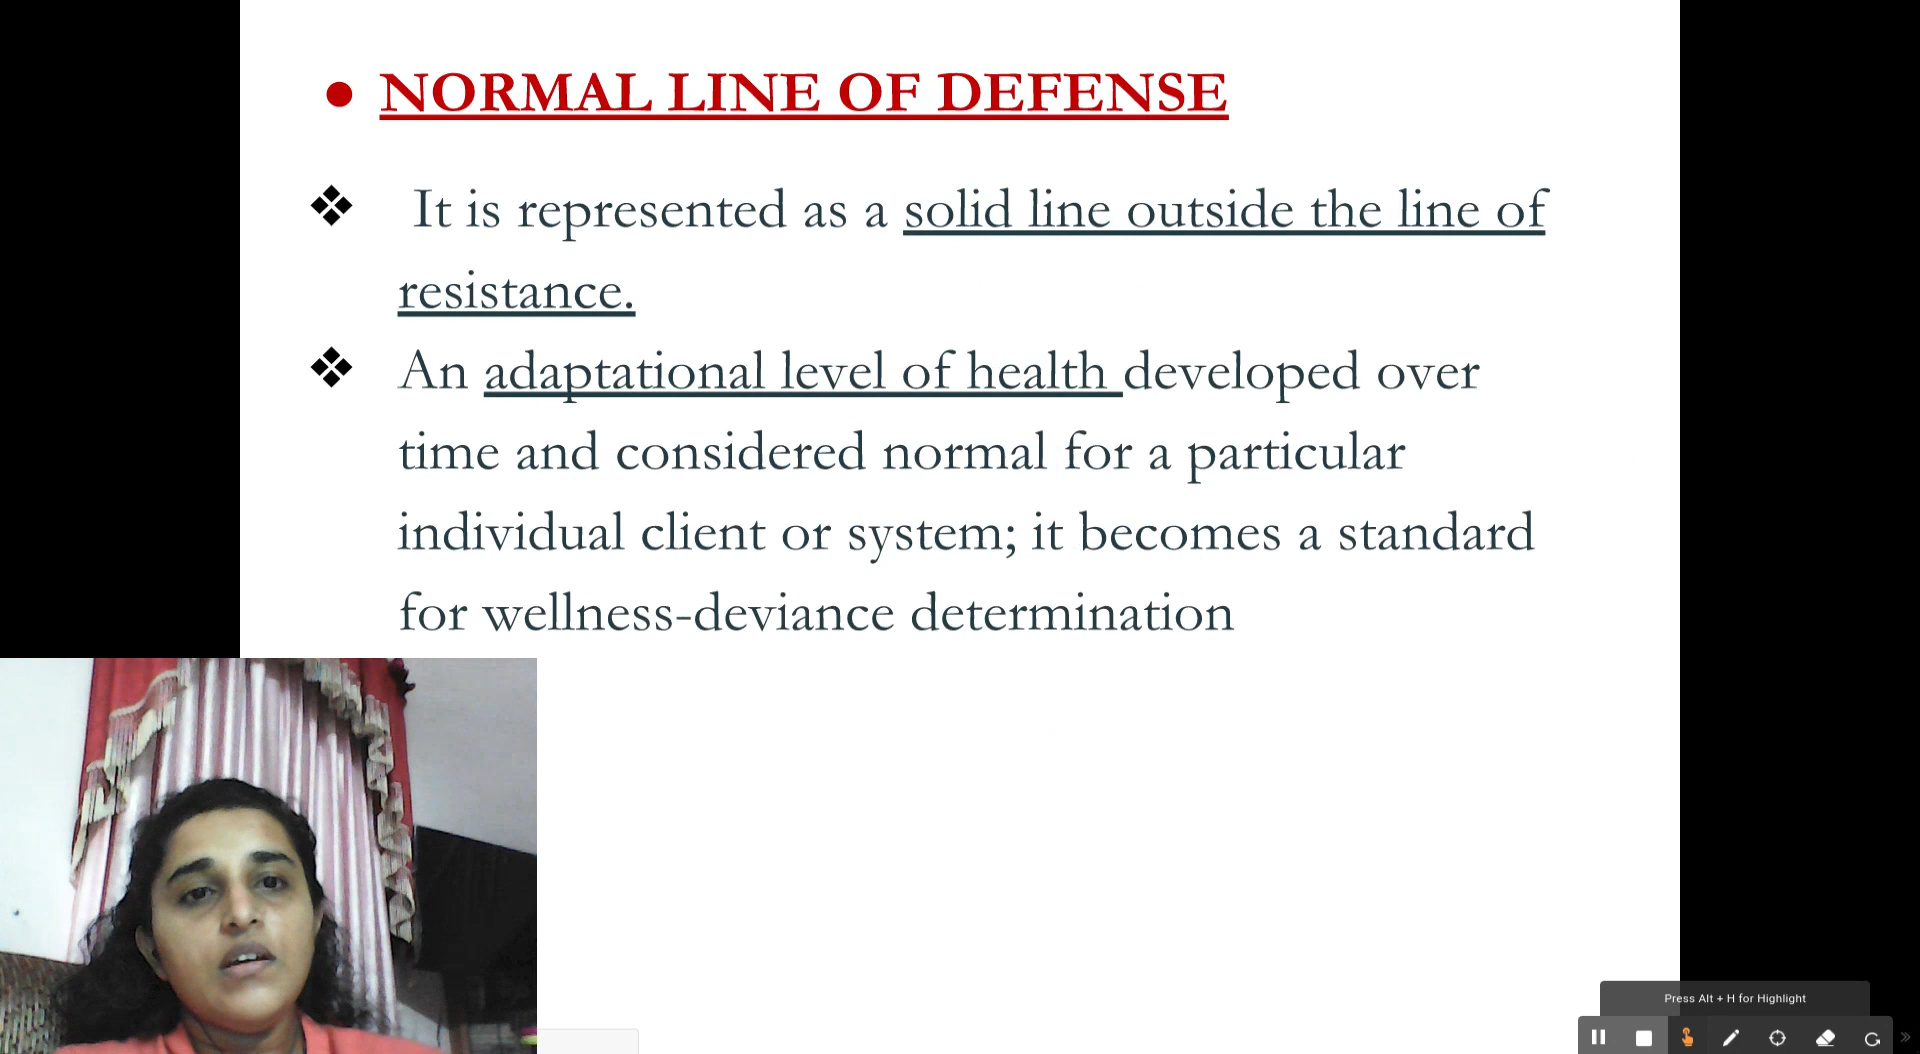 ● NORMAL LINE OF DEFENSE
❖ It is represented as a solid line outside the line of
resistance.
❖ An adaptational level of health developed over
time and considered normal for a particular
individual client or system; it becomes a standard
for wellness-deviance determination
Press Alt + H for Highlight